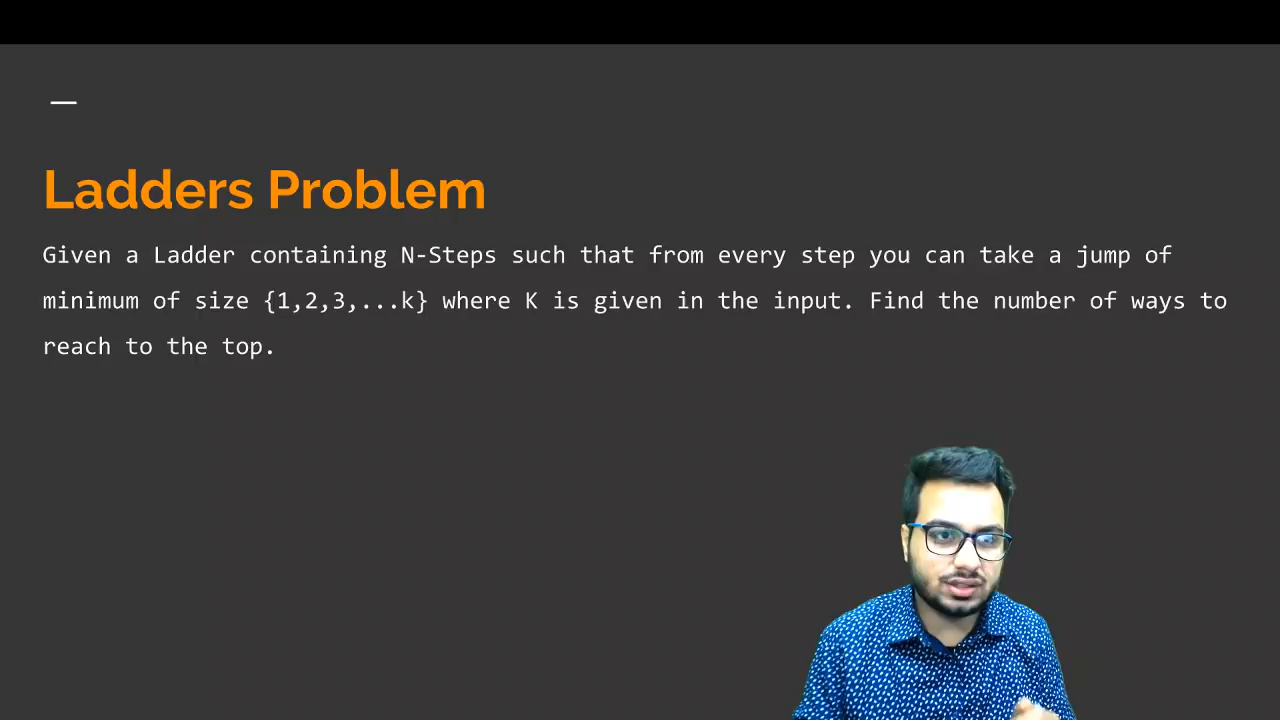 Ladders Problem
Given a Ladder containing N-Steps such that from every step you can take a jump of
minimum of size {1,2,3,...k} where K is given in the input. Find the number of ways to
reach to the top.